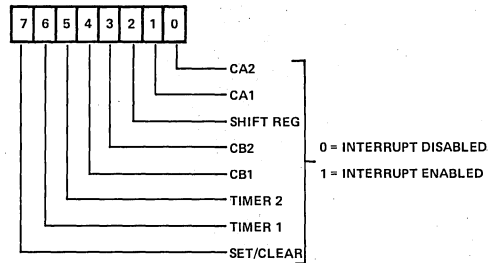 7 6 5 4 3 2 1 0
CA2
CA1
SHIFT REG
CB2
0 = INTERRUPT DISABLED
CB1
1 = INTERRUPT ENABLED
TIMER 2
TIMER 1
SET/CLEAR